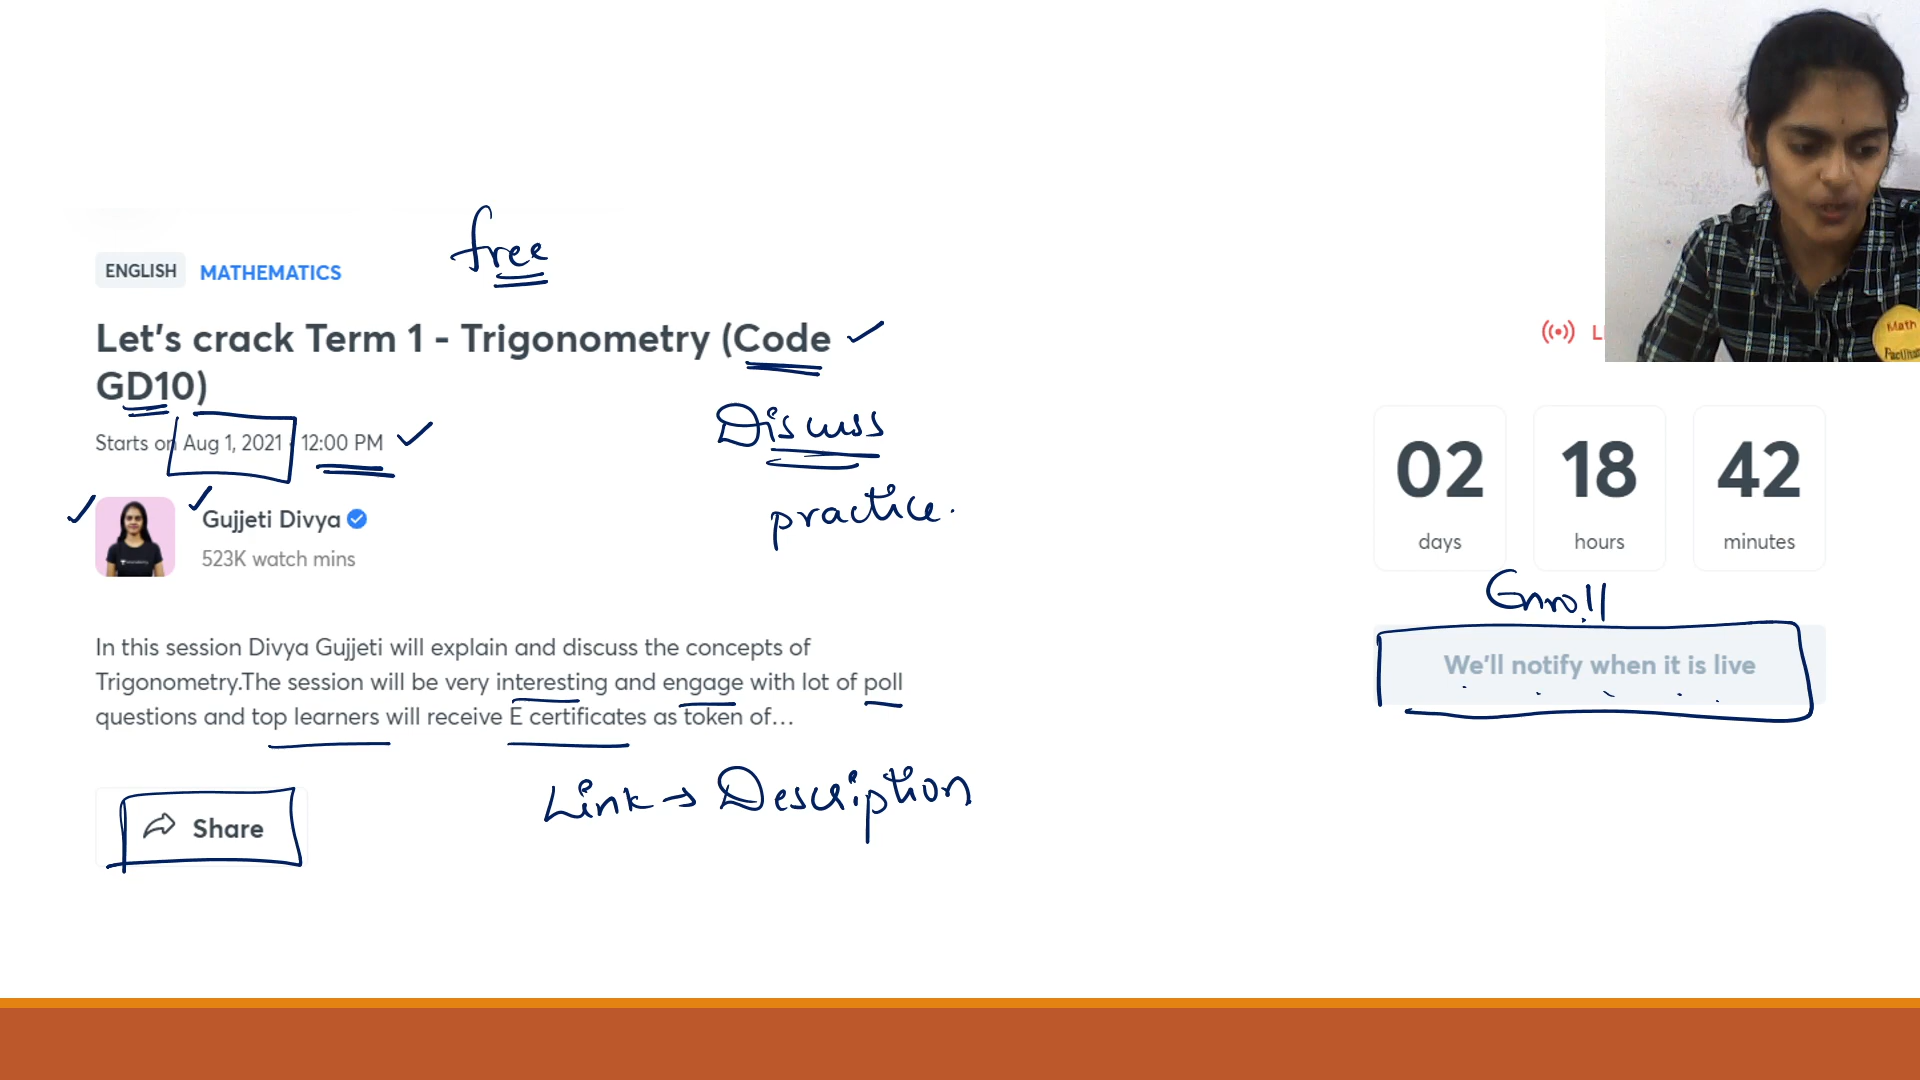 free
ENGLISH MATHEMATICS
Let's crack Term 1 - Trigonometry (Code
GD10)
Starts on Aug 1, 2021 12:00 PM
Discuss
practice.
Gujjeti Divya
523K watch mins
In this session Divya Gujjeti will explain and discuss the concepts of
Trigonometry.The session will be very interesting and engage with lot of poll
questions and top learners will receive E certificates as token of...
Link → Description
Share
Math
02 18 42
days hours minutes
Enroll
We'll notify when it is live